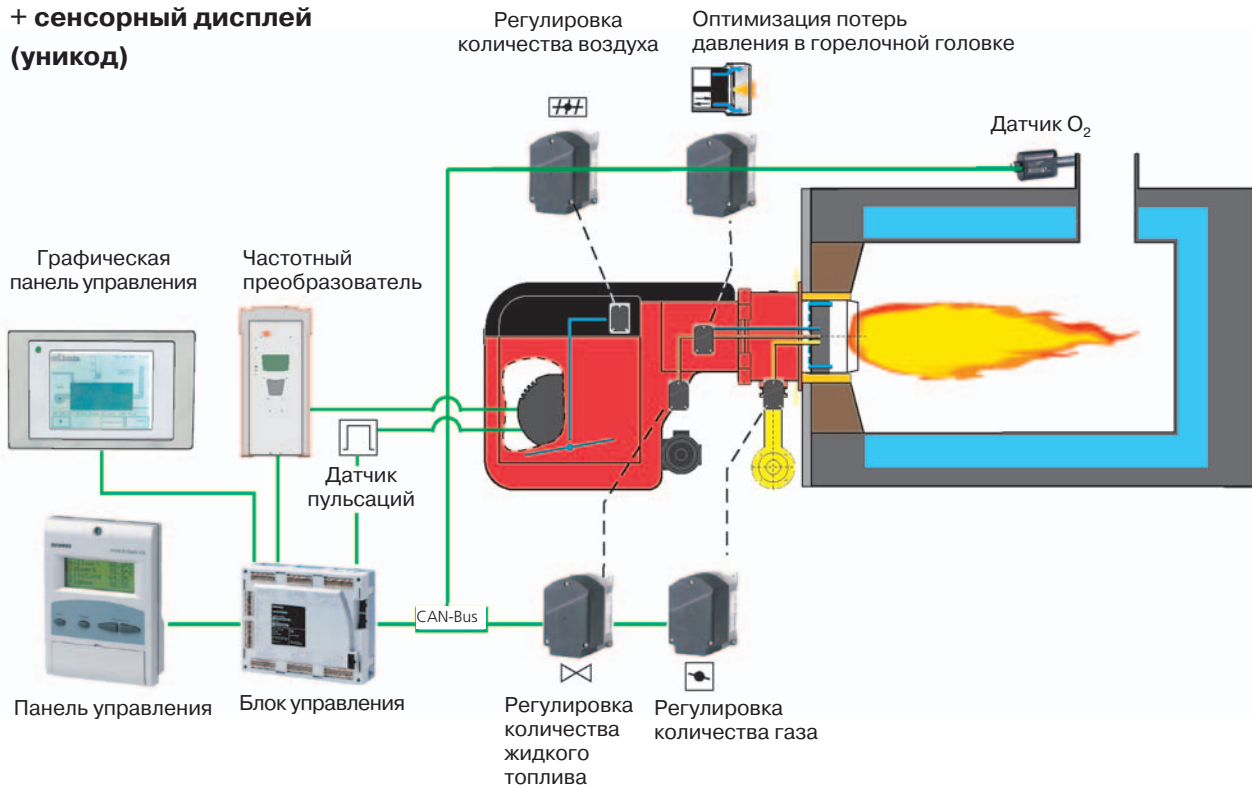 + сенсорный дисплей
(уникод)
Регулировка
количества воздуха
Оптимизация потерь
давления в горелочной головке
Датчик O₂
Графическая
панель управления
Частотный
преобразователь
Датчик
пульсаций
CAN-Bus
Панель управления
Блок управления
Регулировка
количества
жидкого
топлива
Регулировка
количества газа